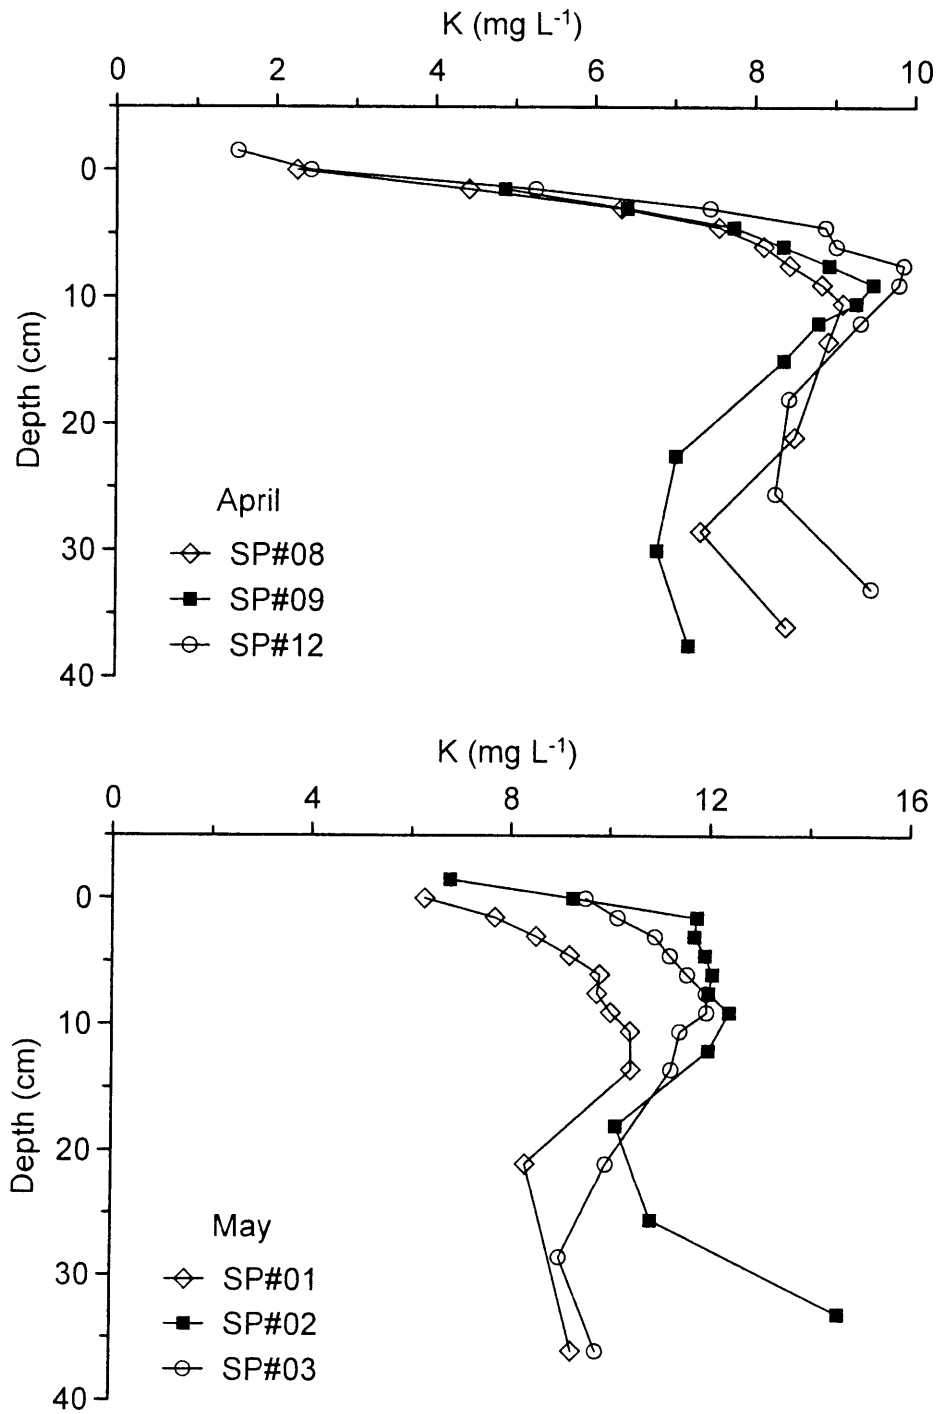 K (mg L⁻¹)
0 2 4 6 8 10
0
10
20
30
40
Depth (cm)
April
SP#08
SP#09
SP#12
K (mg L⁻¹)
0 4 8 12 16
0
10
20
30
40
Depth (cm)
May
SP#01
SP#02
SP#03